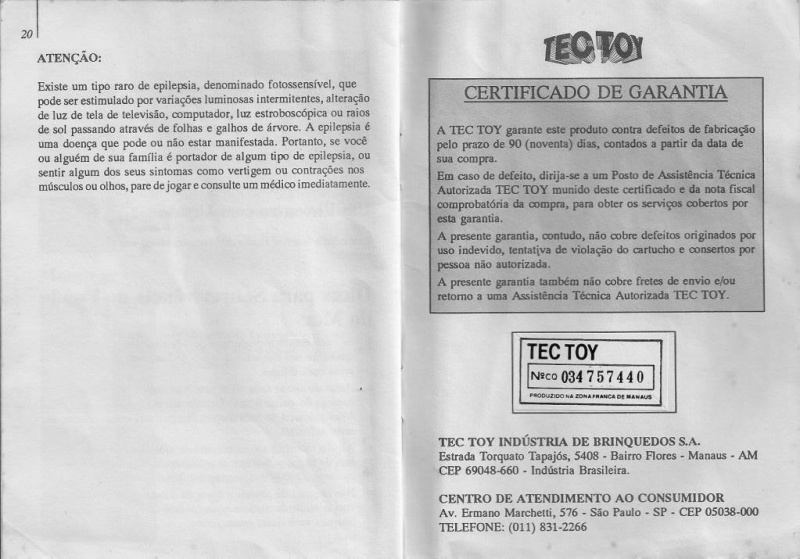 20
ATENÇÃO:
Existe um tipo raro de epilepsia, denominado fotossensível, que
pode ser estimulado por variações luminosas intermitentes, alteração
de luz de tela de televisão, computador, luz estroboscópica ou raios
de sol passando através de folhas e galhos de árvore. A epilepsia é
uma doença que pode ou não estar manifestada. Portanto, se você
ou alguém de sua família é portador de algum tipo de epilepsia, ou
sentir algum dos seus sintomas como vertigem ou contrações nos
músculos ou olhos, pare de jogar e consulte um médico imediatamente.
TEC TOY
CERTIFICADO DE GARANTIA
A TEC TOY garante este produto contra defeitos de fabricação
pelo prazo de 90 (noventa) dias, contados a partir da data de
sua compra.
Em caso de defeito, dirija-se a um Posto de Assistência Técnica
Autorizada TEC TOY munido deste certificado e da nota fiscal
comprobatória da compra, para obter os serviços cobertos por
esta garantia.
A presente garantia, contudo, não cobre defeitos originados por
uso indevido, tentativa de violação do cartucho e consertos por
pessoa não autorizada.
A presente garantia também não cobre fretes de envio e/ou
retorno a uma Assistência Técnica Autorizada TEC TOY.
TEC TOY
Nºco 034757440
PRODUZIDO NA ZONA FRANCA DE MANAUS
TEC TOY INDÚSTRIA DE BRINQUEDOS S.A.
Estrada Torquato Tapajós, 5408 - Bairro Flores - Manaus - AM
CEP 69048-660 - Indústria Brasileira.
CENTRO DE ATENDIMENTO AO CONSUMIDOR
Av. Ermano Marchetti, 576 - São Paulo - SP - CEP 05038-000
TELEFONE: (011) 831-2266